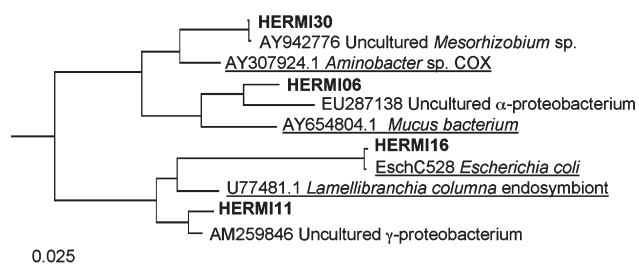 HERMI30
AY942776 Uncultured Mesorhizobium sp.
AY307924.1 Aminobacter sp. COX
HERMI06
EU287138 Uncultured α-proteobacterium
AY654804.1 Mucus bacterium
HERMI16
EschC528 Escherichia coli
U77481.1 Lamellibranchia columna endosymbiont
HERMI11
AM259846 Uncultured γ-proteobacterium
0.025